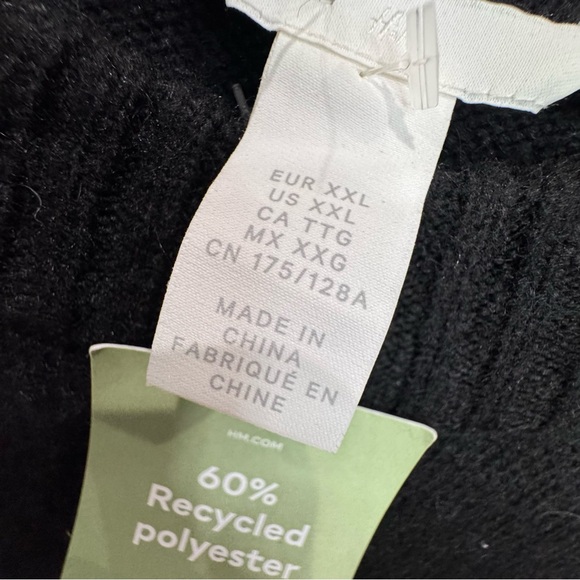 EUR XXL
US XXL
CA TTG
MX XXG
CN 175/128A
MADE IN
CHINA
FABRIQUÉ EN
CHINE
HM.COM
60%
Recycled
polyester